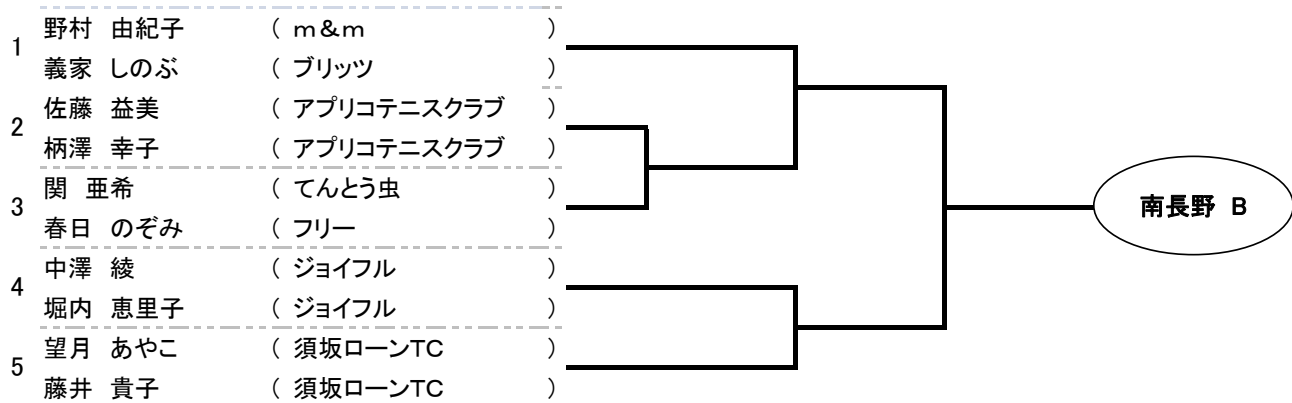 1
野村 由紀子 ( m&m )
義家 しのぶ ( ブリッツ )
2
佐藤 益美 ( アプリコテニスクラブ )
柄澤 幸子 ( アプリコテニスクラブ )
3
関 亜希 ( てんとう虫 )
春日 のぞみ ( フリー )
4
中澤 綾 ( ジョイフル )
堀内 恵里子 ( ジョイフル )
5
望月 あやこ ( 須坂ローンTC )
藤井 貴子 ( 須坂ローンTC )
南長野 B